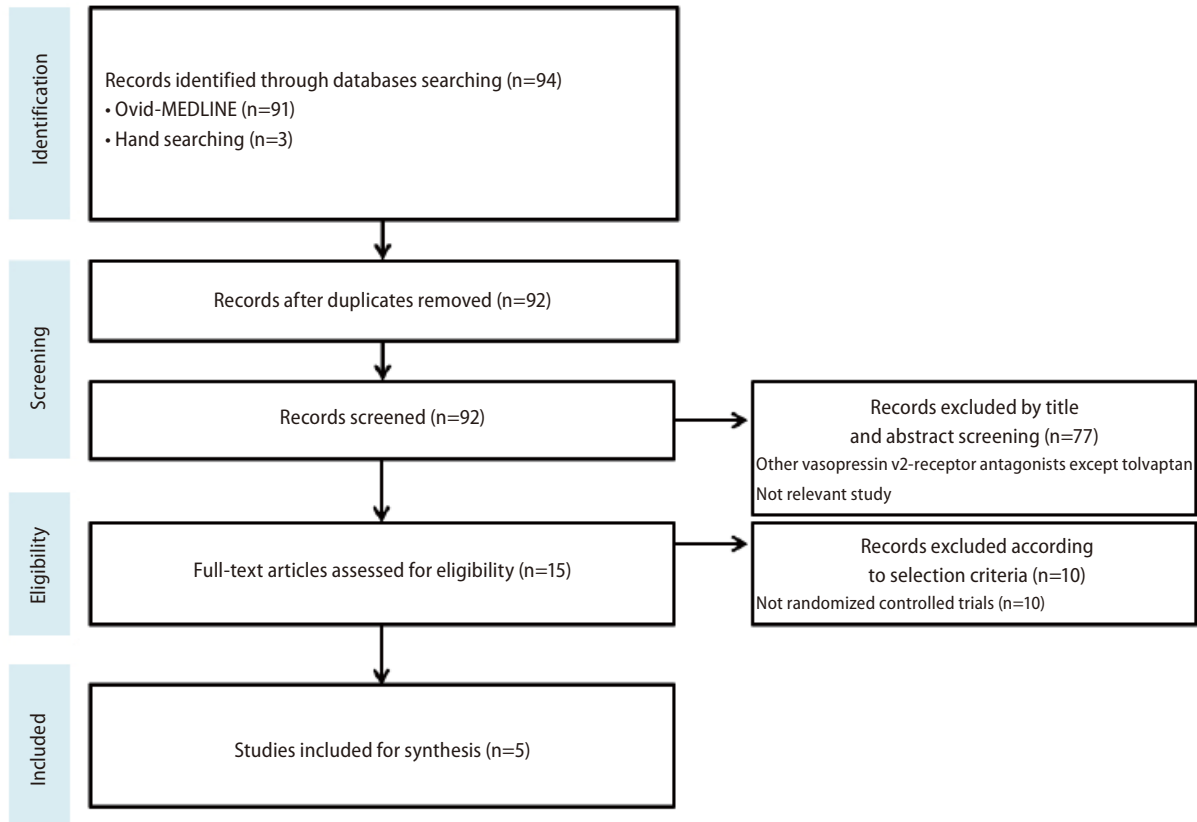 Identification
Records identified through databases searching (n=94)
• Ovid-MEDLINE (n=91)
• Hand searching (n=3)
Screening
Records after duplicates removed (n=92)
Records screened (n=92)
Records excluded by title
and abstract screening (n=77)
Other vasopressin v2-receptor antagonists except tolvaptan
Not relevant study
Eligibility
Full-text articles assessed for eligibility (n=15)
Records excluded according
to selection criteria (n=10)
Not randomized controlled trials (n=10)
Included
Studies included for synthesis (n=5)